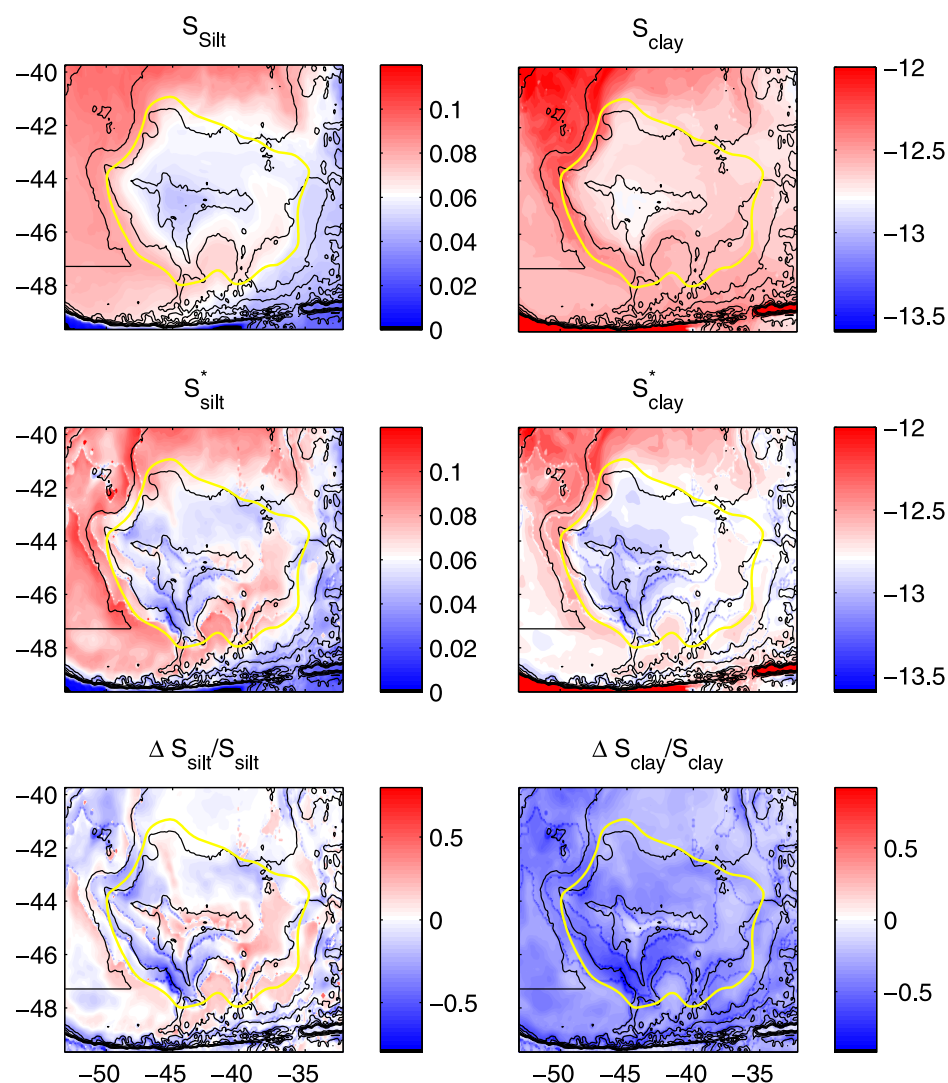 S_Silt S_clay
−40 0.1 −12
−42 0.08 −12.5
−44 0.06
−46 0.04 −13
−48 0.02 −13.5
0
S*_silt S*_clay
−40 0.1 −12
−42 0.08 −12.5
−44 0.06
−46 0.04 −13
−48 0.02 −13.5
0
Δ S_silt/S_silt Δ S_clay/S_clay
−40
−42 0.5 0.5
−44 0 0
−46
−48 −0.5 −0.5
−50 −45 −40 −35 −50 −45 −40 −35